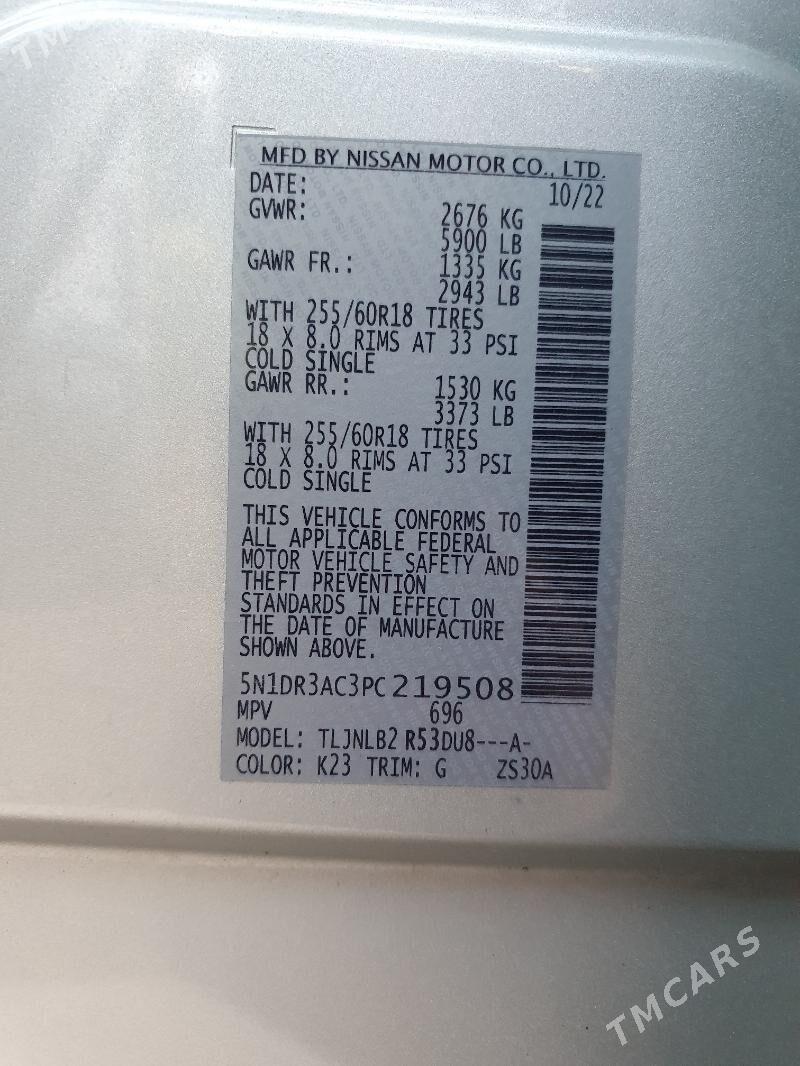 MFD BY NISSAN MOTOR CO., LTD.
DATE: 10/22
GVWR: 2676 KG
5900 LB
GAWR FR.: 1335 KG
2943 LB
WITH 255/60R18 TIRES
18 X 8.0 RIMS AT 33 PSI
COLD SINGLE
GAWR RR.: 1530 KG
3373 LB
WITH 255/60R18 TIRES
18 X 8.0 RIMS AT 33 PSI
COLD SINGLE
THIS VEHICLE CONFORMS TO
ALL APPLICABLE FEDERAL
MOTOR VEHICLE SAFETY AND
THEFT PREVENTION
STANDARDS IN EFFECT ON
THE DATE OF MANUFACTURE
SHOWN ABOVE.
5N1DR3AC3PC219508
MPV 696
MODEL: TLJNLB2 R53DU8---A-
COLOR: K23 TRIM: G ZS30A
TMCARS